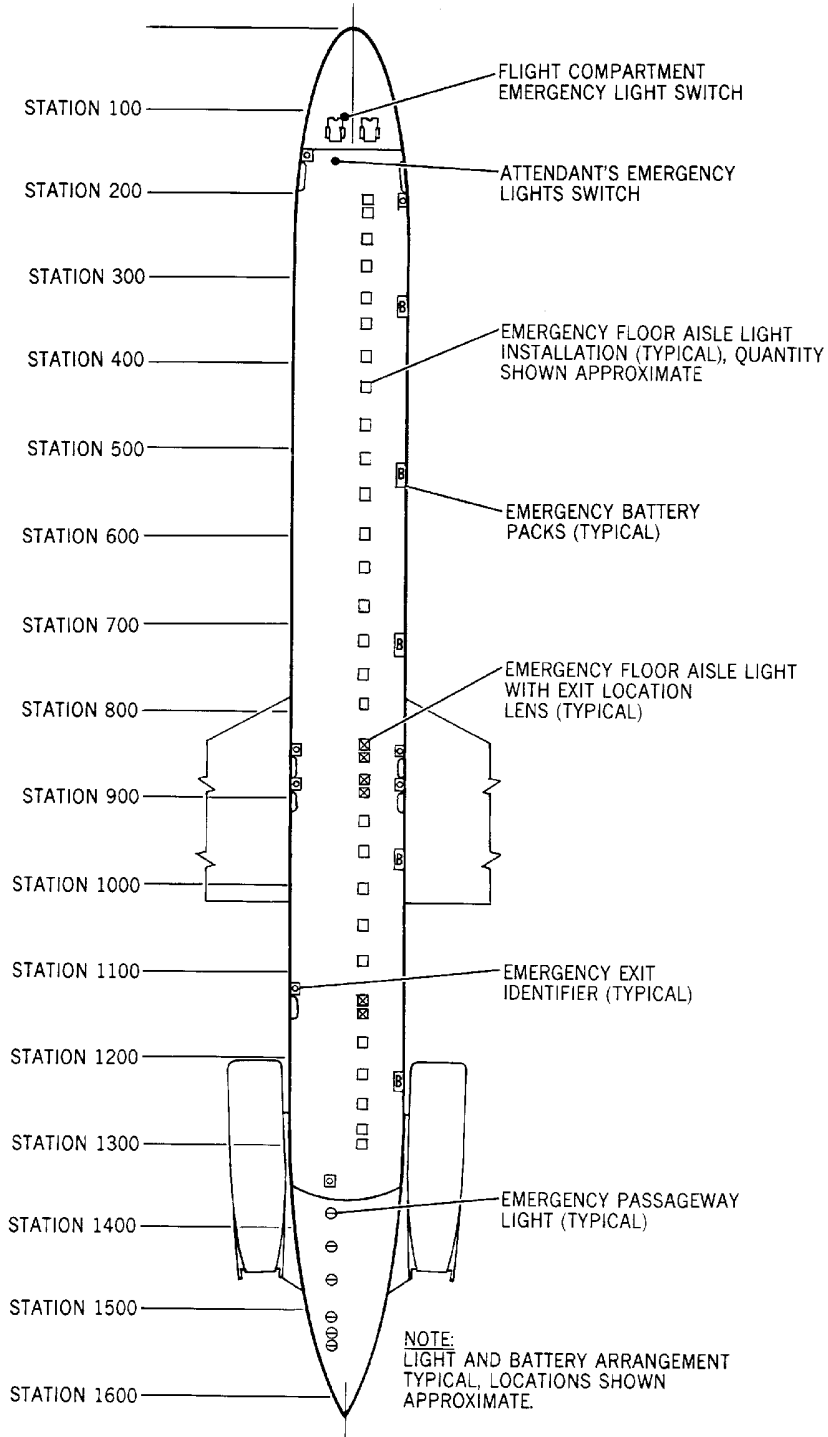 FLIGHT COMPARTMENT
EMERGENCY LIGHT SWITCH
STATION 100
ATTENDANT'S EMERGENCY
LIGHTS SWITCH
STATION 200
STATION 300
B
EMERGENCY FLOOR AISLE LIGHT
INSTALLATION (TYPICAL), QUANTITY
SHOWN APPROXIMATE
STATION 400
STATION 500
B
EMERGENCY BATTERY
PACKS (TYPICAL)
STATION 600
STATION 700
B
EMERGENCY FLOOR AISLE LIGHT
WITH EXIT LOCATION
LENS (TYPICAL)
STATION 800
STATION 900
B
STATION 1000
STATION 1100
EMERGENCY EXIT
IDENTIFIER (TYPICAL)
STATION 1200
B
STATION 1300
EMERGENCY PASSAGEWAY
LIGHT (TYPICAL)
STATION 1400
STATION 1500
NOTE:
LIGHT AND BATTERY ARRANGEMENT
TYPICAL, LOCATIONS SHOWN
APPROXIMATE.
STATION 1600